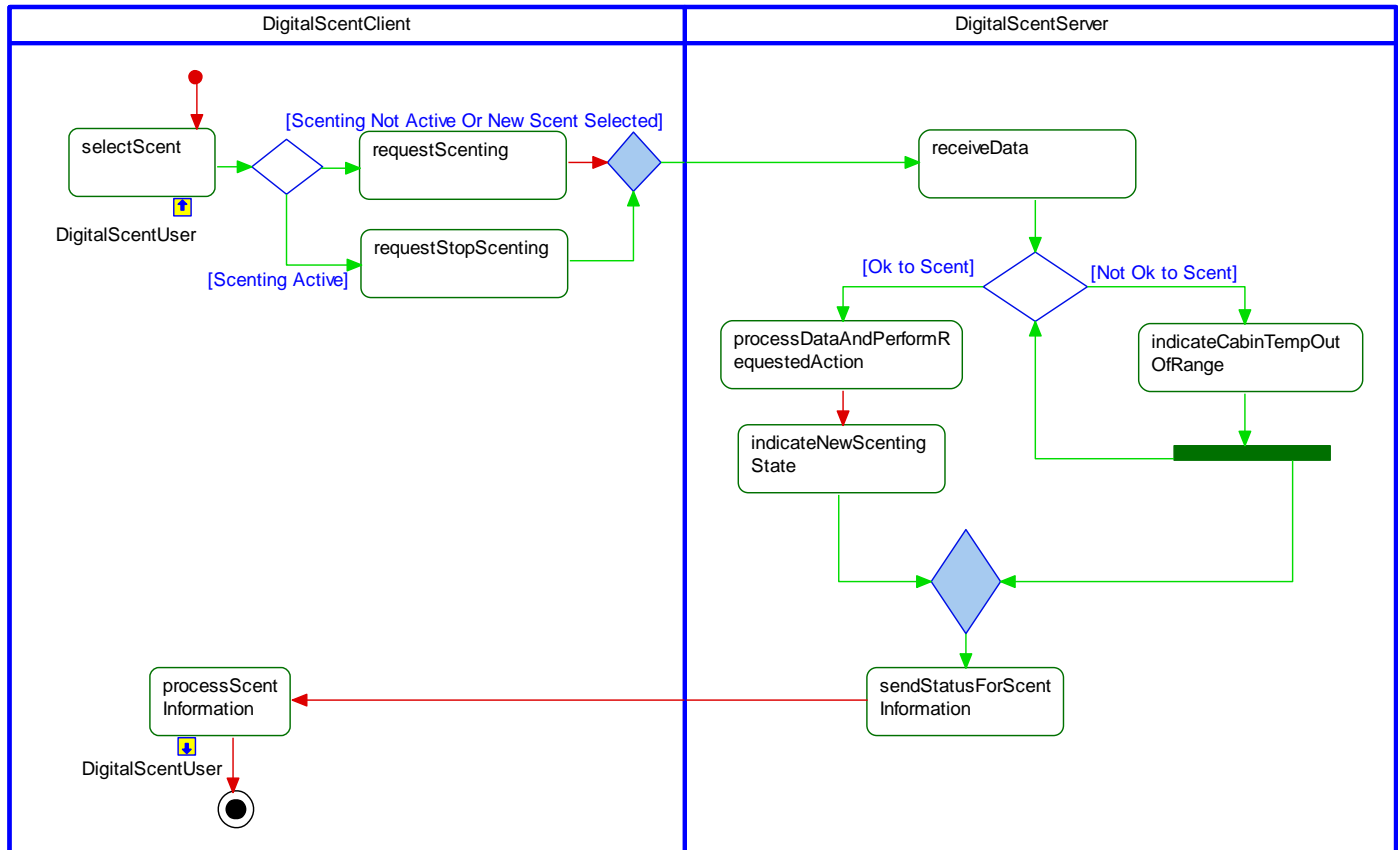 DigitalScentClient
DigitalScentServer
[Scenting Not Active Or New Scent Selected]
selectScent
requestScenting
receiveData
DigitalScentUser
requestStopScenting
[Scenting Active]
[Ok to Scent]
[Not Ok to Scent]
processDataAndPerformR
equestedAction
indicateCabinTempOut
OfRange
indicateNewScenting
State
processScent
Information
sendStatusForScent
Information
DigitalScentUser